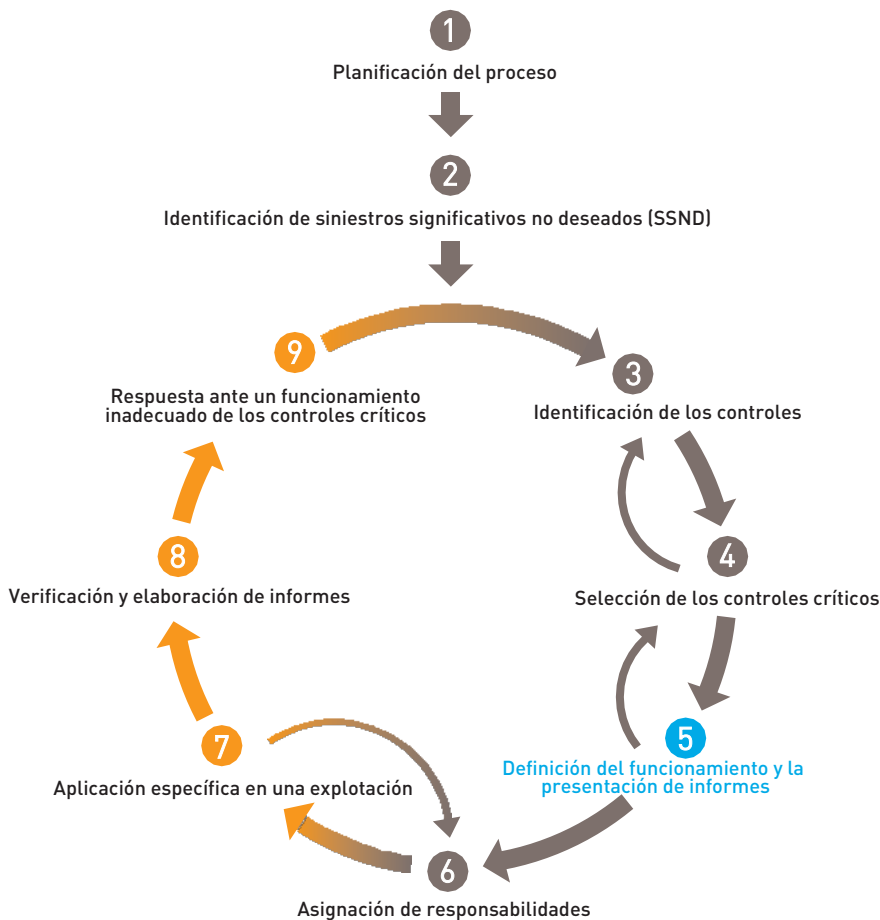 1
Planificación del proceso
2
Identificación de siniestros significativos no deseados (SSND)
3
Identificación de los controles
4
Selección de los controles críticos
5
Definición del funcionamiento y la
presentación de informes
6
Asignación de responsabilidades
7
Aplicación específica en una explotación
8
Verificación y elaboración de informes
9
Respuesta ante un funcionamiento
inadecuado de los controles críticos